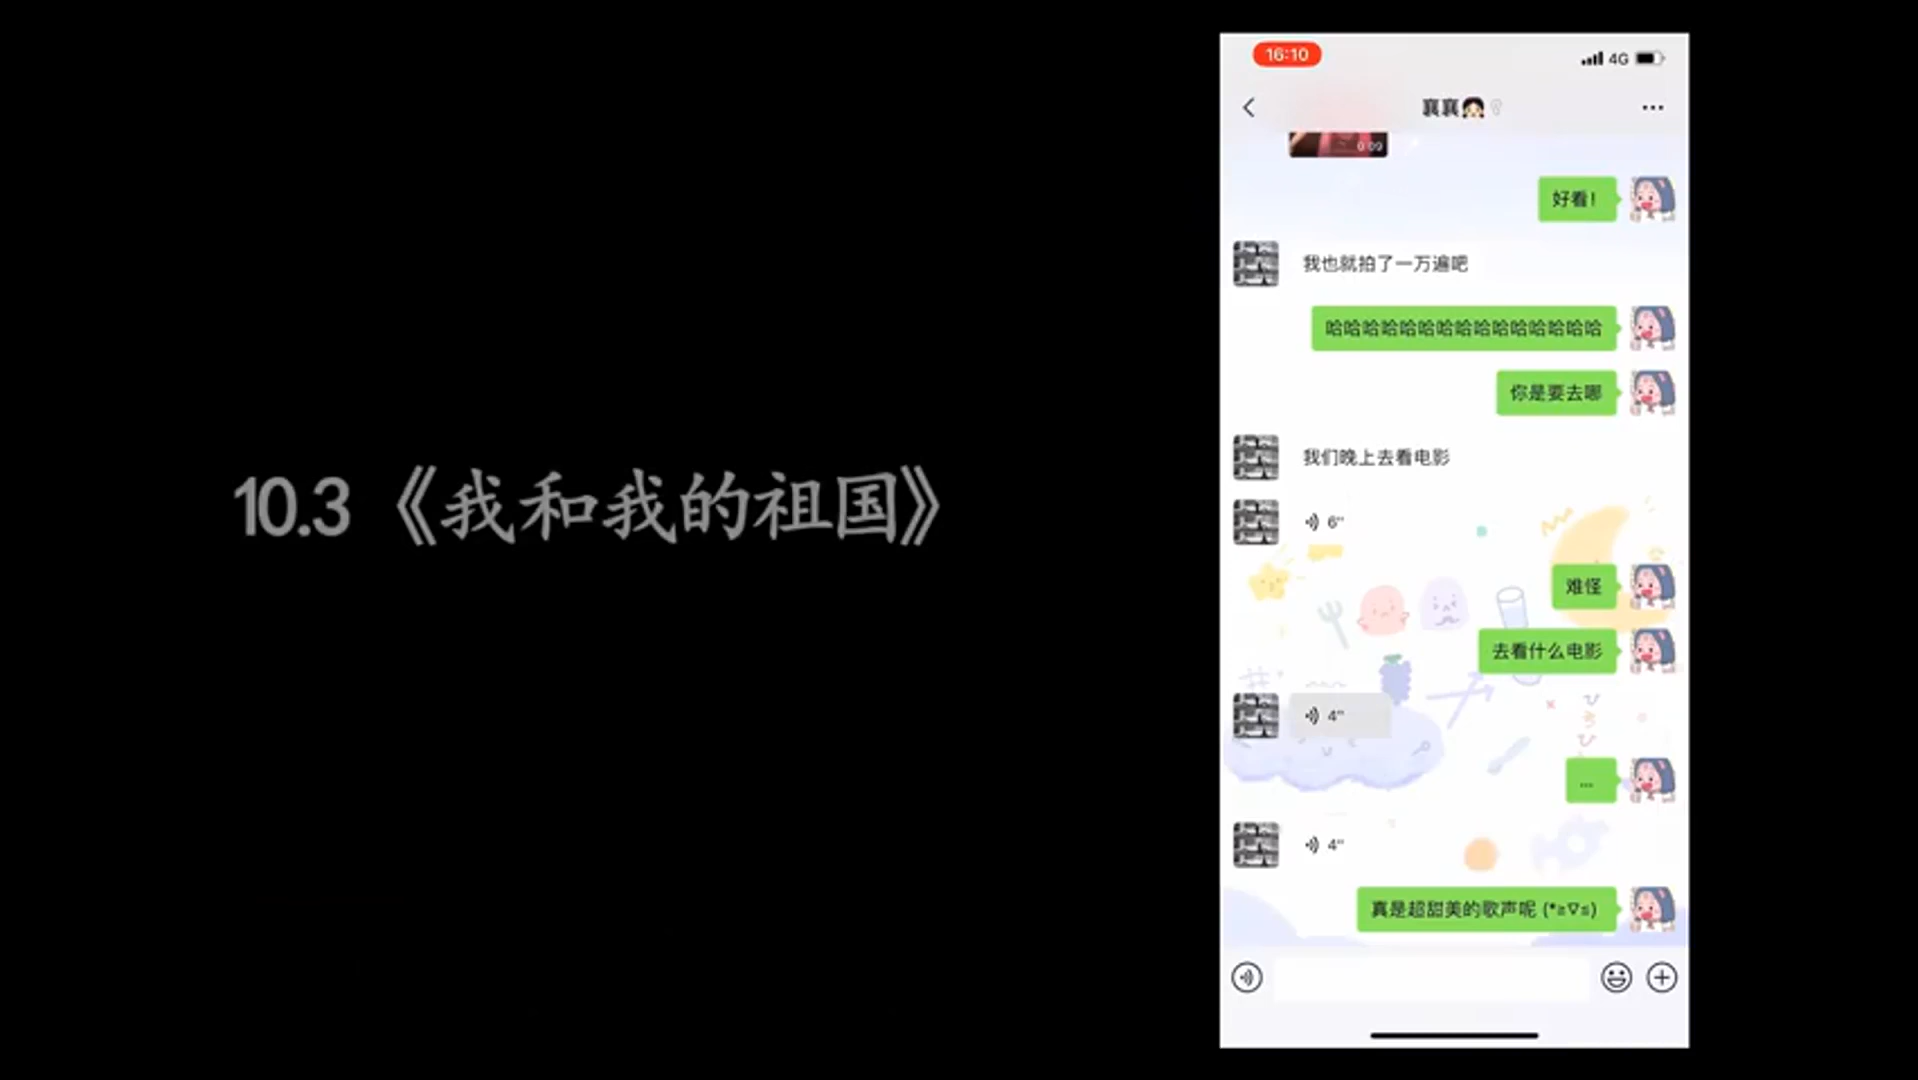 10.3《我和我的祖国》
16:10
4G
襄襄
0:09
好看!
我也就拍了一万遍吧
哈哈哈哈哈哈哈哈哈哈哈哈哈哈哈
你是要去哪
我们晚上去看电影
6"
难怪
去看什么电影
4"
...
4"
真是超甜美的歌声呢 (*≧∇≦)